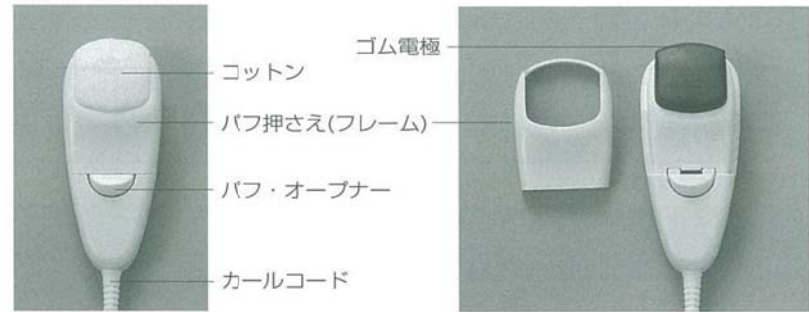 ゴム電極
コットン
パフ押さえ(フレーム)
パフ・オープナー
カールコード